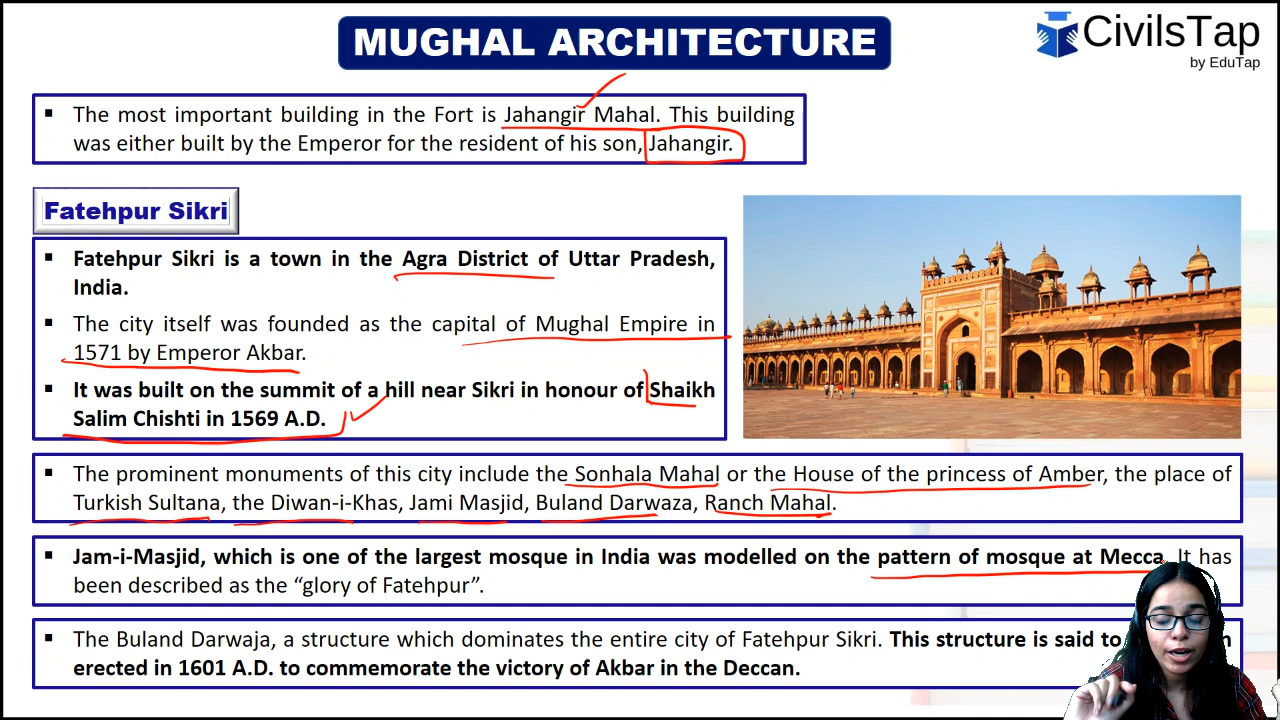 MUGHAL ARCHITECTURE
CivilsTap
by EduTap
▪ The most important building in the Fort is Jahangir Mahal. This building
was either built by the Emperor for the resident of his son, Jahangir.
Fatehpur Sikri
▪ Fatehpur Sikri is a town in the Agra District of Uttar Pradesh,
India.
▪ The city itself was founded as the capital of Mughal Empire in
1571 by Emperor Akbar.
▪ It was built on the summit of a hill near Sikri in honour of Shaikh
Salim Chishti in 1569 A.D.
▪ The prominent monuments of this city include the Sonhala Mahal or the House of the princess of Amber, the place of
Turkish Sultana, the Diwan-i-Khas, Jami Masjid, Buland Darwaza, Ranch Mahal.
▪ Jam-i-Masjid, which is one of the largest mosque in India was modelled on the pattern of mosque at Mecca. It has
been described as the “glory of Fatehpur”.
▪ The Buland Darwaja, a structure which dominates the entire city of Fatehpur Sikri. This structure is said to
erected in 1601 A.D. to commemorate the victory of Akbar in the Deccan.